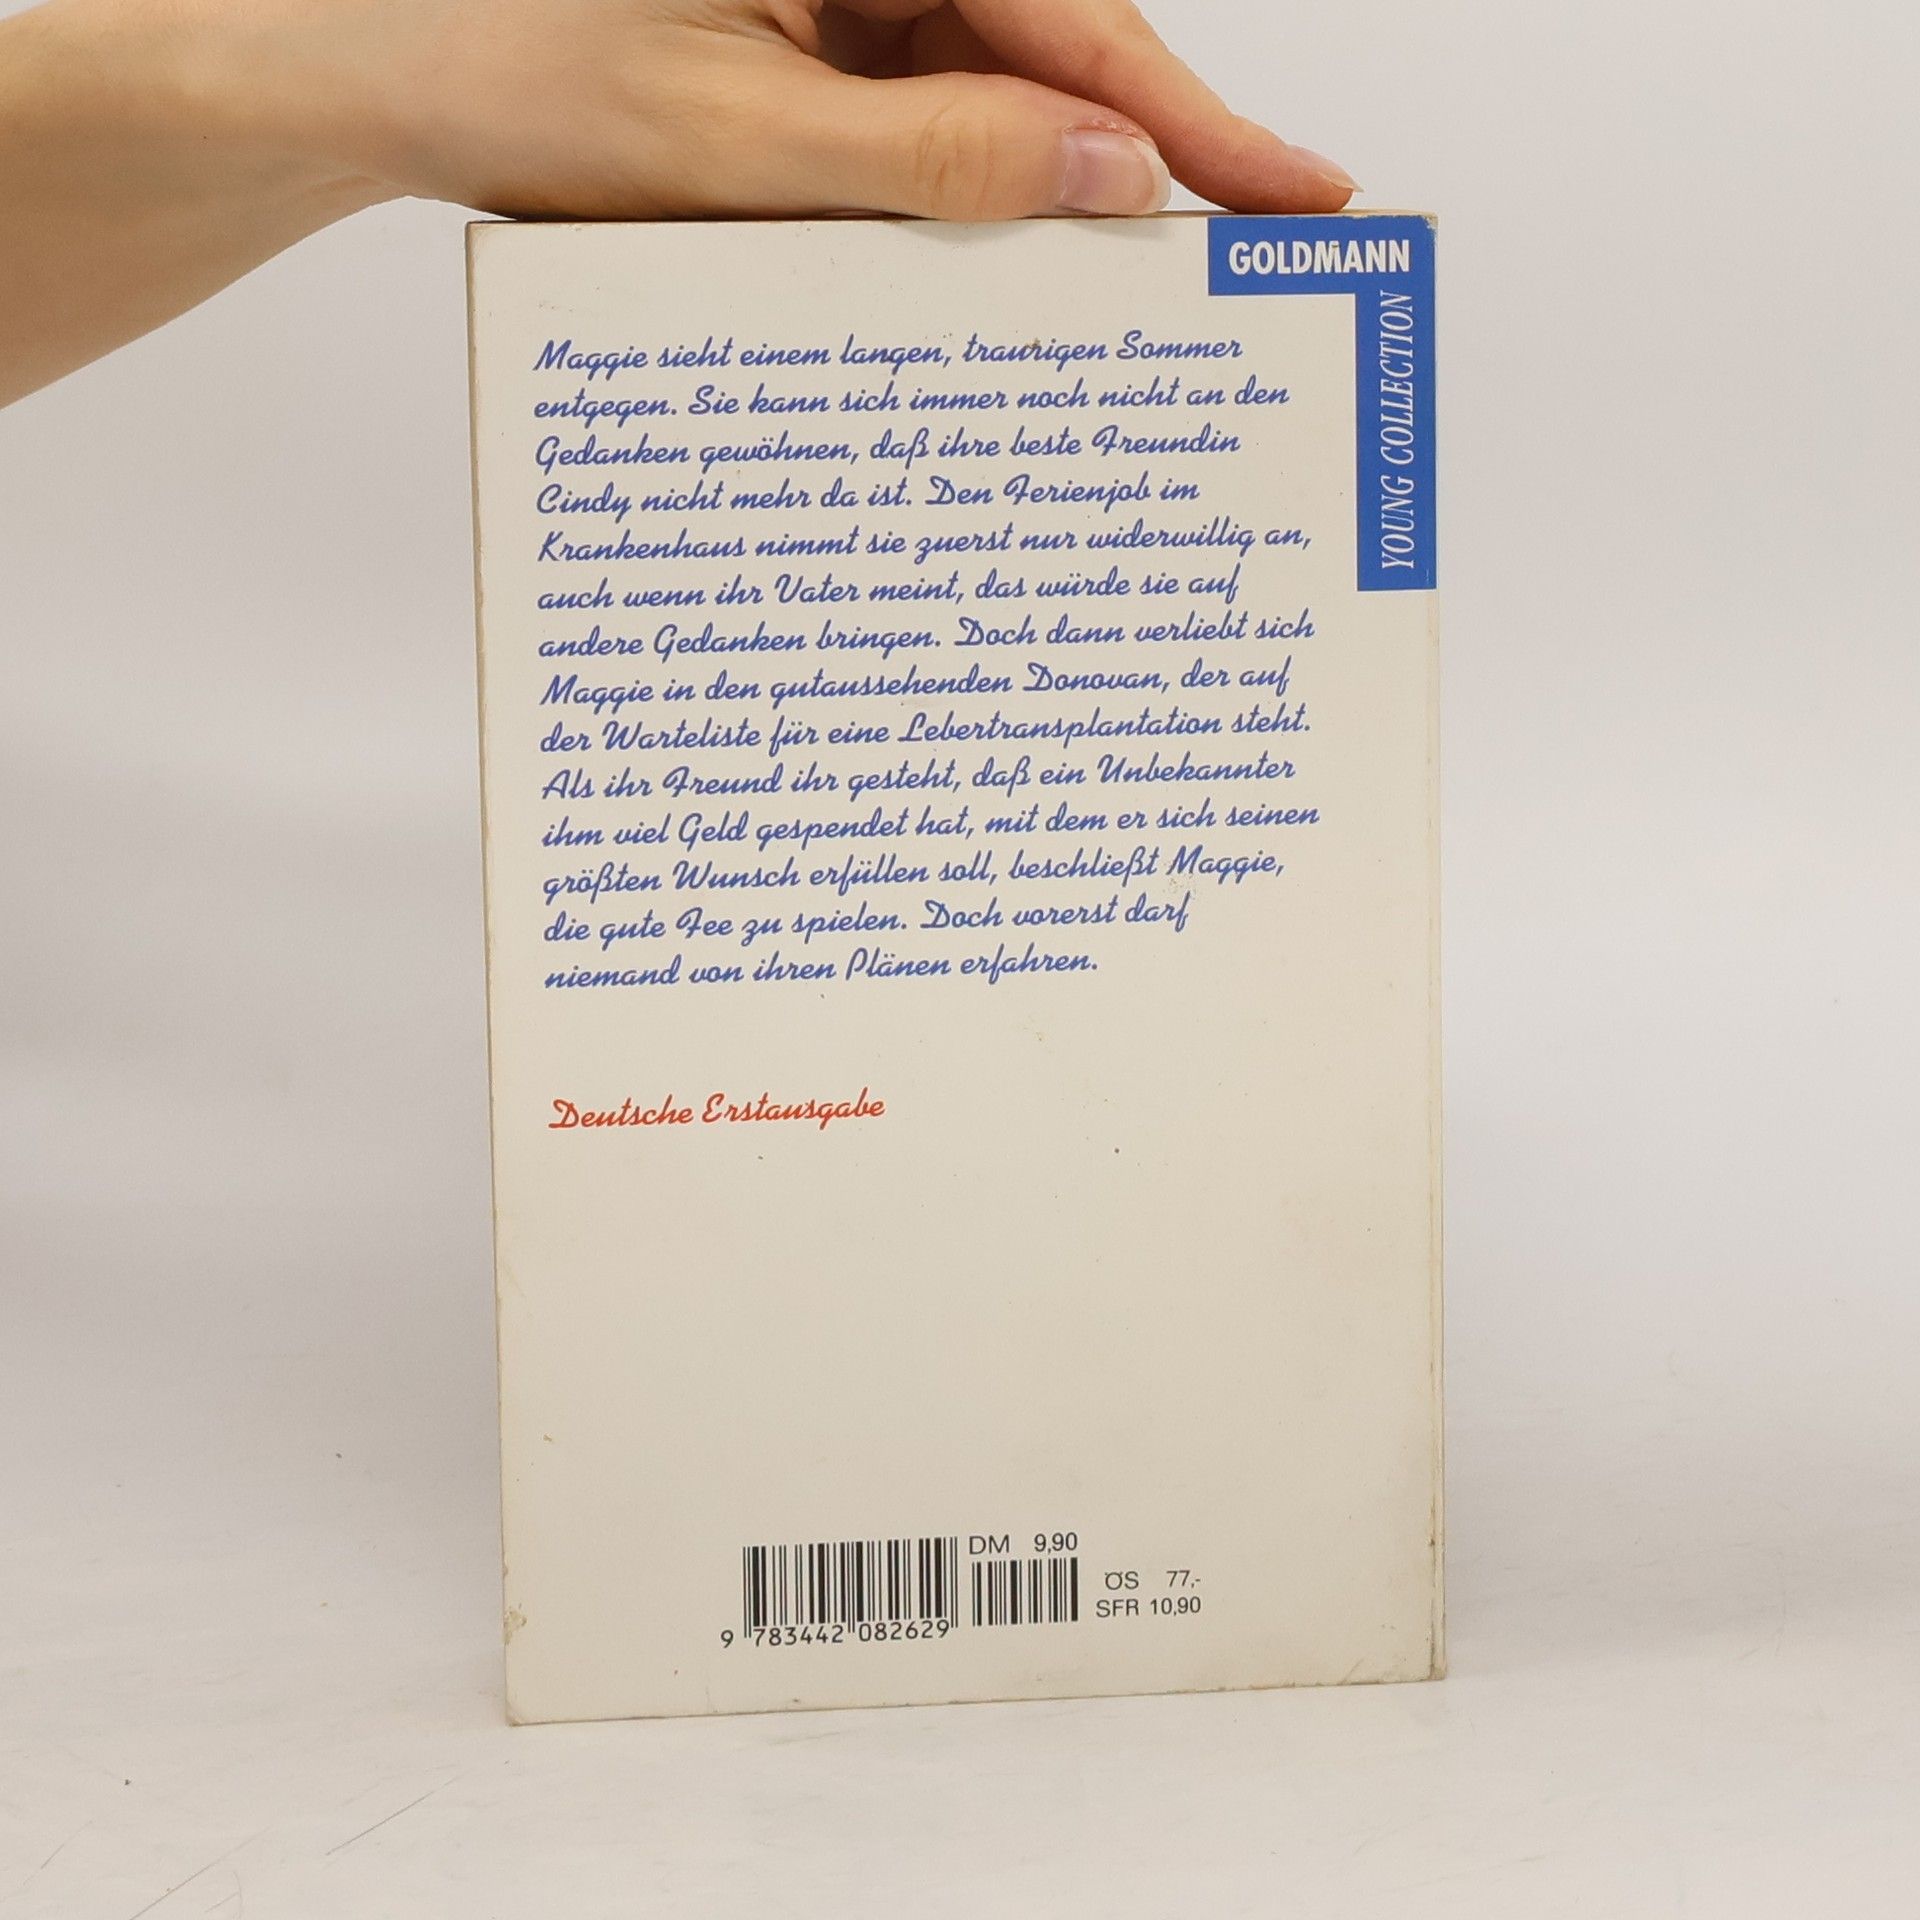 GOLDMANN
YOUNG COLLECTION
Maggie sieht einem langen, traurigen Sommer
entgegen. Sie kann sich immer noch nicht an den
Gedanken gewöhnen, daß ihre beste Freundin
Cindy nicht mehr da ist. Den Ferienjob im
Krankenhaus nimmt sie zuerst nur widerwillig an,
auch wenn ihr Vater meint, das würde sie auf
andere Gedanken bringen. Doch dann verliebt sich
Maggie in den gutaussehenden Donovan, der auf
der Warteliste für eine Lebertransplantation steht.
Als ihr Freund ihr gesteht, daß ein Unbekannter
ihm viel Geld gespendet hat, mit dem er sich seinen
größten Wunsch erfüllen soll, beschließt Maggie,
die gute Fee zu spielen. Doch vorerst darf
niemand von ihren Plänen erfahren.
Deutsche Erstausgabe
DM 9,90
ÖS 77,-
SFR 10,90
9 783442 082629